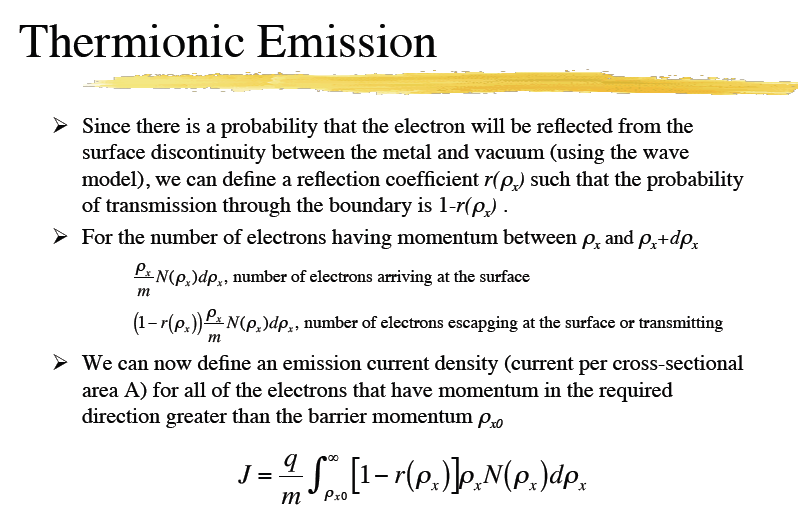 Thermionic Emission
➢ Since there is a probability that the electron will be reflected from the
surface discontinuity between the metal and vacuum (using the wave
model), we can define a reflection coefficient r(ρₓ) such that the probability
of transmission through the boundary is 1-r(ρₓ) .
➢ For the number of electrons having momentum between ρₓ and ρₓ+dρₓ
ρₓ/m N(ρₓ)dρₓ, number of electrons arriving at the surface
(1−r(ρₓ)) ρₓ/m N(ρₓ)dρₓ, number of electrons escapging at the surface or transmitting
➢ We can now define an emission current density (current per cross-sectional
area A) for all of the electrons that have momentum in the required
direction greater than the barrier momentum ρₓ₀
J = q/m ∫_{ρₓ₀}^{∞} [1−r(ρₓ)]ρₓN(ρₓ)dρₓ